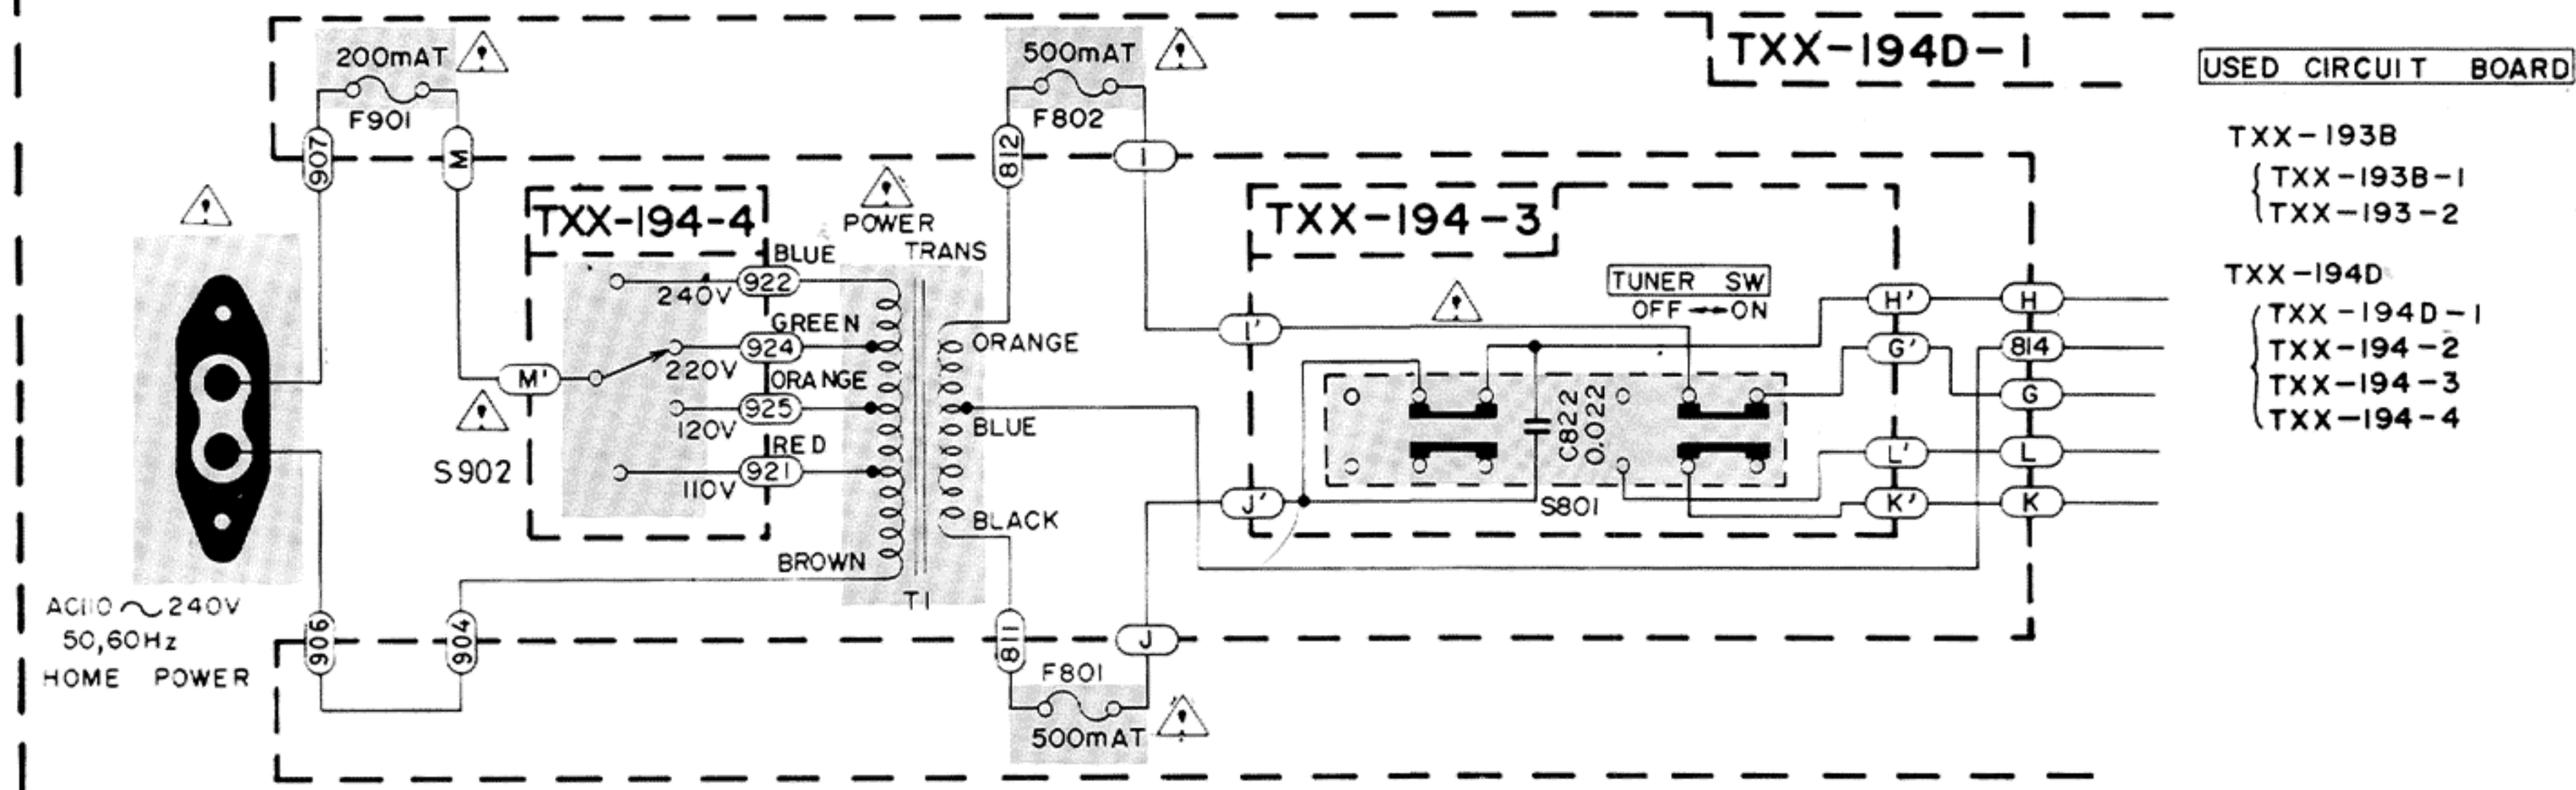 200mAT
F901
907
M
500mAT
F802
812
I
TXX-194D-1
USED CIRCUIT BOARD
TXX-193B
TXX-193B-1
TXX-193-2
TXX-194D
TXX-194D-1
TXX-194-2
TXX-194-3
TXX-194-4
TXX-194-4
POWER
TRANS
BLUE
922
240V
GREEN
924
220V
ORANGE
925
120V
RED
921
110V
BROWN
M'
S902
T1
ORANGE
BLUE
BLACK
TXX-194-3
TUNER SW
OFF ↔ ON
I'
J'
C822
0.022
S801
H'
G'
L'
K'
H
814
G
L
K
AC110～240V
50,60Hz
HOME POWER
906
904
811
J
F801
500mAT